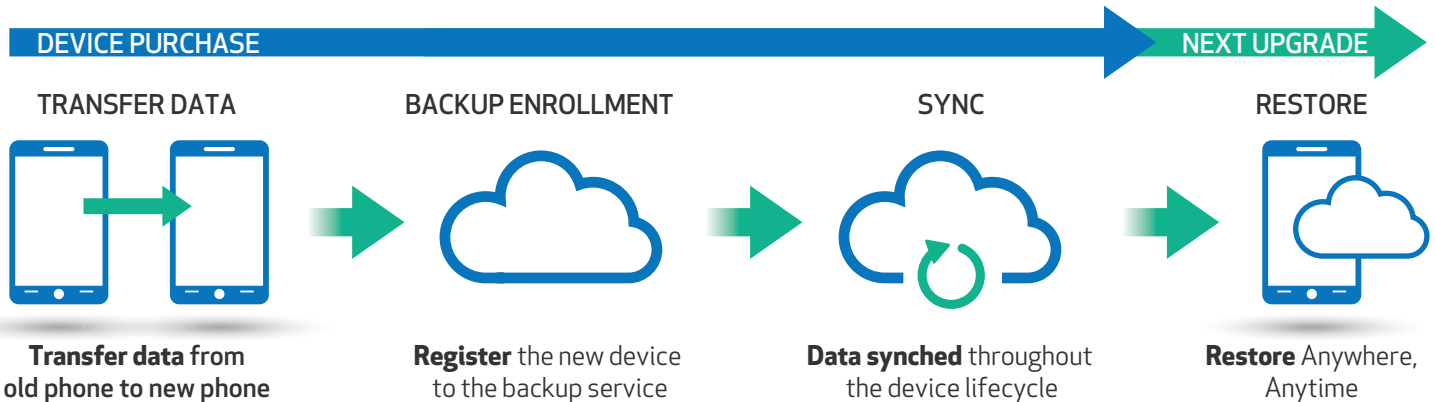 DEVICE PURCHASE
NEXT UPGRADE
TRANSFER DATA
BACKUP ENROLLMENT
SYNC
RESTORE
Transfer data from
old phone to new phone
Register the new device
to the backup service
Data synched throughout
the device lifecycle
Restore Anywhere,
Anytime